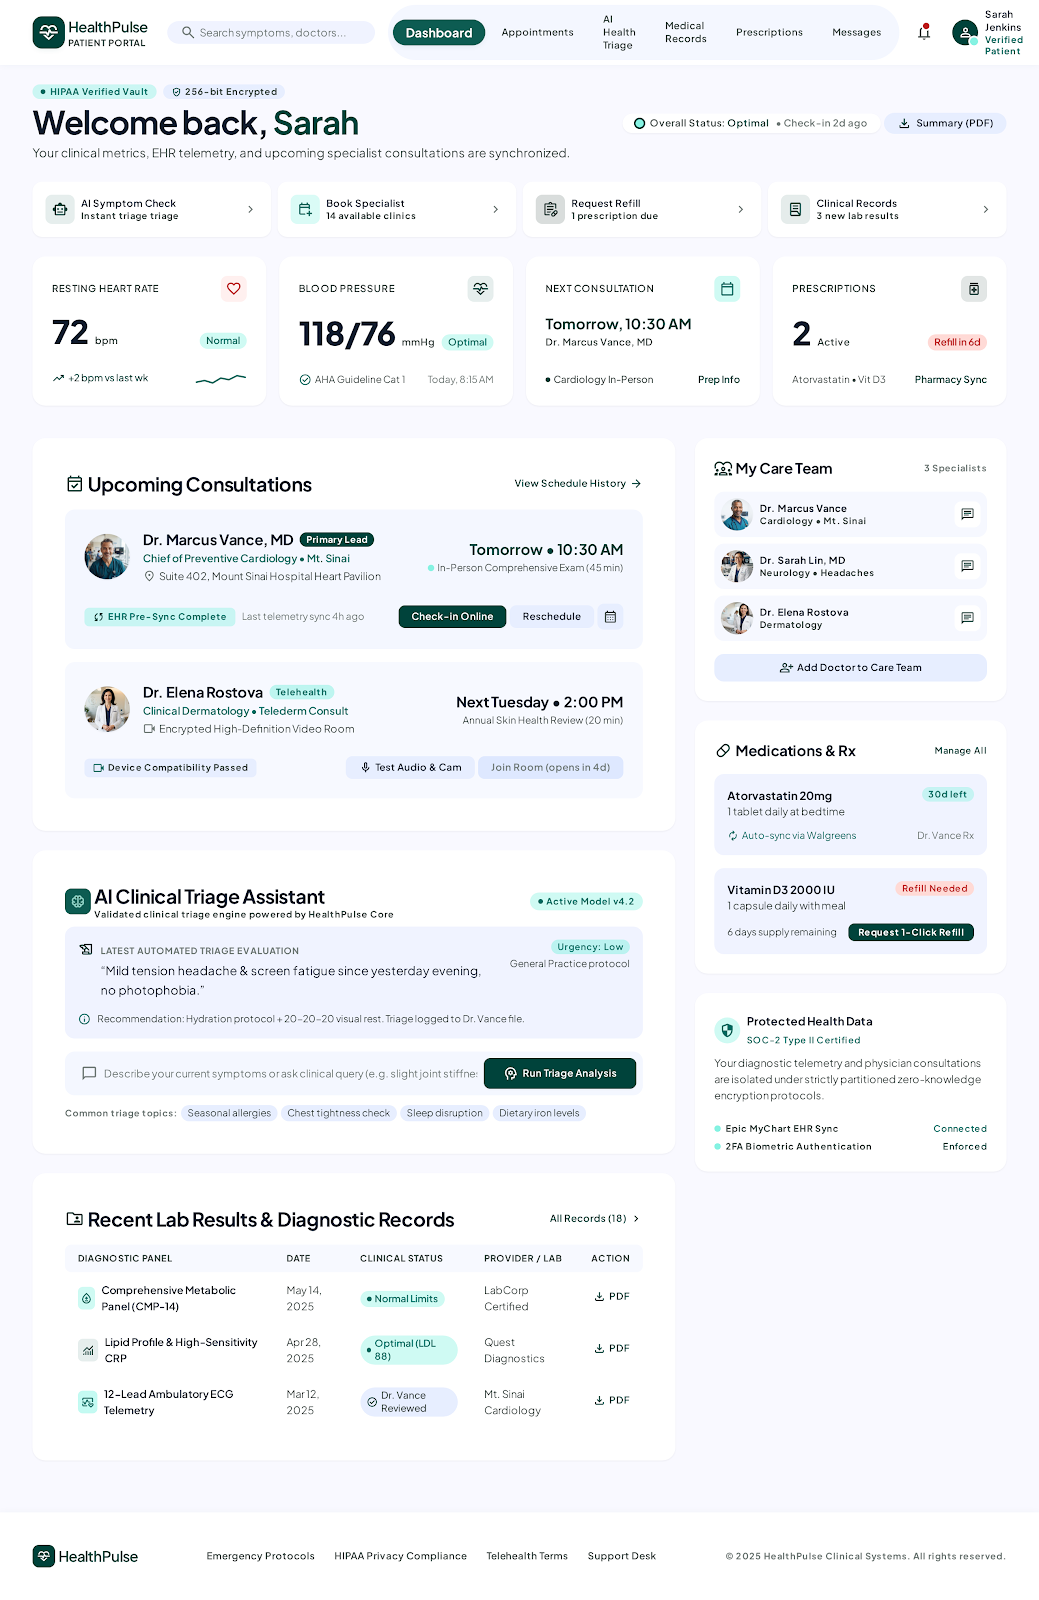 HealthPulse
PATIENT PORTAL
Search symptoms, doctors...
Dashboard
Appointments
AI
Health
Triage
Medical
Records
Prescriptions
Messages
Sarah
Jenkins
Verified
Patient
HIPAA Verified Vault
256-bit Encrypted
Welcome back, Sarah
Your clinical metrics, EHR telemetry, and upcoming specialist consultations are synchronized.
Overall Status: Optimal • Check-in 2d ago
Summary (PDF)
AI Symptom Check
Instant triage triage
Book Specialist
14 available clinics
Request Refill
1 prescription due
Clinical Records
3 new lab results
RESTING HEART RATE
72 bpm
Normal
+2 bpm vs last wk
BLOOD PRESSURE
118/76 mmHg
Optimal
AHA Guideline Cat 1
Today, 8:15 AM
NEXT CONSULTATION
Tomorrow, 10:30 AM
Dr. Marcus Vance, MD
• Cardiology In-Person
Prep Info
PRESCRIPTIONS
2 Active
Refill in 6d
Atorvastatin • Vit D3
Pharmacy Sync
Upcoming Consultations
View Schedule History
Dr. Marcus Vance, MD
Primary Lead
Chief of Preventive Cardiology • Mt. Sinai
Suite 402, Mount Sinai Hospital Heart Pavilion
Tomorrow • 10:30 AM
In-Person Comprehensive Exam (45 min)
EHR Pre-Sync Complete
Last telemetry sync 4h ago
Check-in Online
Reschedule
Dr. Elena Rostova
Telehealth
Clinical Dermatology • Telederm Consult
Encrypted High-Definition Video Room
Next Tuesday • 2:00 PM
Annual Skin Health Review (20 min)
Device Compatibility Passed
Test Audio & Cam
Join Room (opens in 4d)
AI Clinical Triage Assistant
Validated clinical triage engine powered by HealthPulse Core
Active Model v4.2
LATEST AUTOMATED TRIAGE EVALUATION
“Mild tension headache & screen fatigue since yesterday evening,
no photophobia.”
Urgency: Low
General Practice protocol
Recommendation: Hydration protocol + 20-20-20 visual rest. Triage logged to Dr. Vance file.
Describe your current symptoms or ask clinical query (e.g. slight joint stiffne
Run Triage Analysis
Common triage topics:
Seasonal allergies
Chest tightness check
Sleep disruption
Dietary iron levels
Recent Lab Results & Diagnostic Records
All Records (18)
DIAGNOSTIC PANEL
DATE
CLINICAL STATUS
PROVIDER / LAB
ACTION
Comprehensive Metabolic
Panel (CMP-14)
May 14,
2025
Normal Limits
LabCorp
Certified
PDF
Lipid Profile & High-Sensitivity
CRP
Apr 28,
2025
Optimal (LDL
88)
Quest
Diagnostics
PDF
12-Lead Ambulatory ECG
Telemetry
Mar 12,
2025
Dr. Vance
Reviewed
Mt. Sinai
Cardiology
PDF
My Care Team
3 Specialists
Dr. Marcus Vance
Cardiology • Mt. Sinai
Dr. Sarah Lin, MD
Neurology • Headaches
Dr. Elena Rostova
Dermatology
Add Doctor to Care Team
Medications & Rx
Manage All
Atorvastatin 20mg
30d left
1 tablet daily at bedtime
Auto-sync via Walgreens
Dr. Vance Rx
Vitamin D3 2000 IU
Refill Needed
1 capsule daily with meal
6 days supply remaining
Request 1-Click Refill
Protected Health Data
SOC-2 Type II Certified
Your diagnostic telemetry and physician consultations
are isolated under strictly partitioned zero-knowledge
encryption protocols.
Epic MyChart EHR Sync
Connected
2FA Biometric Authentication
Enforced
HealthPulse
Emergency Protocols
HIPAA Privacy Compliance
Telehealth Terms
Support Desk
© 2025 HealthPulse Clinical Systems. All rights reserved.